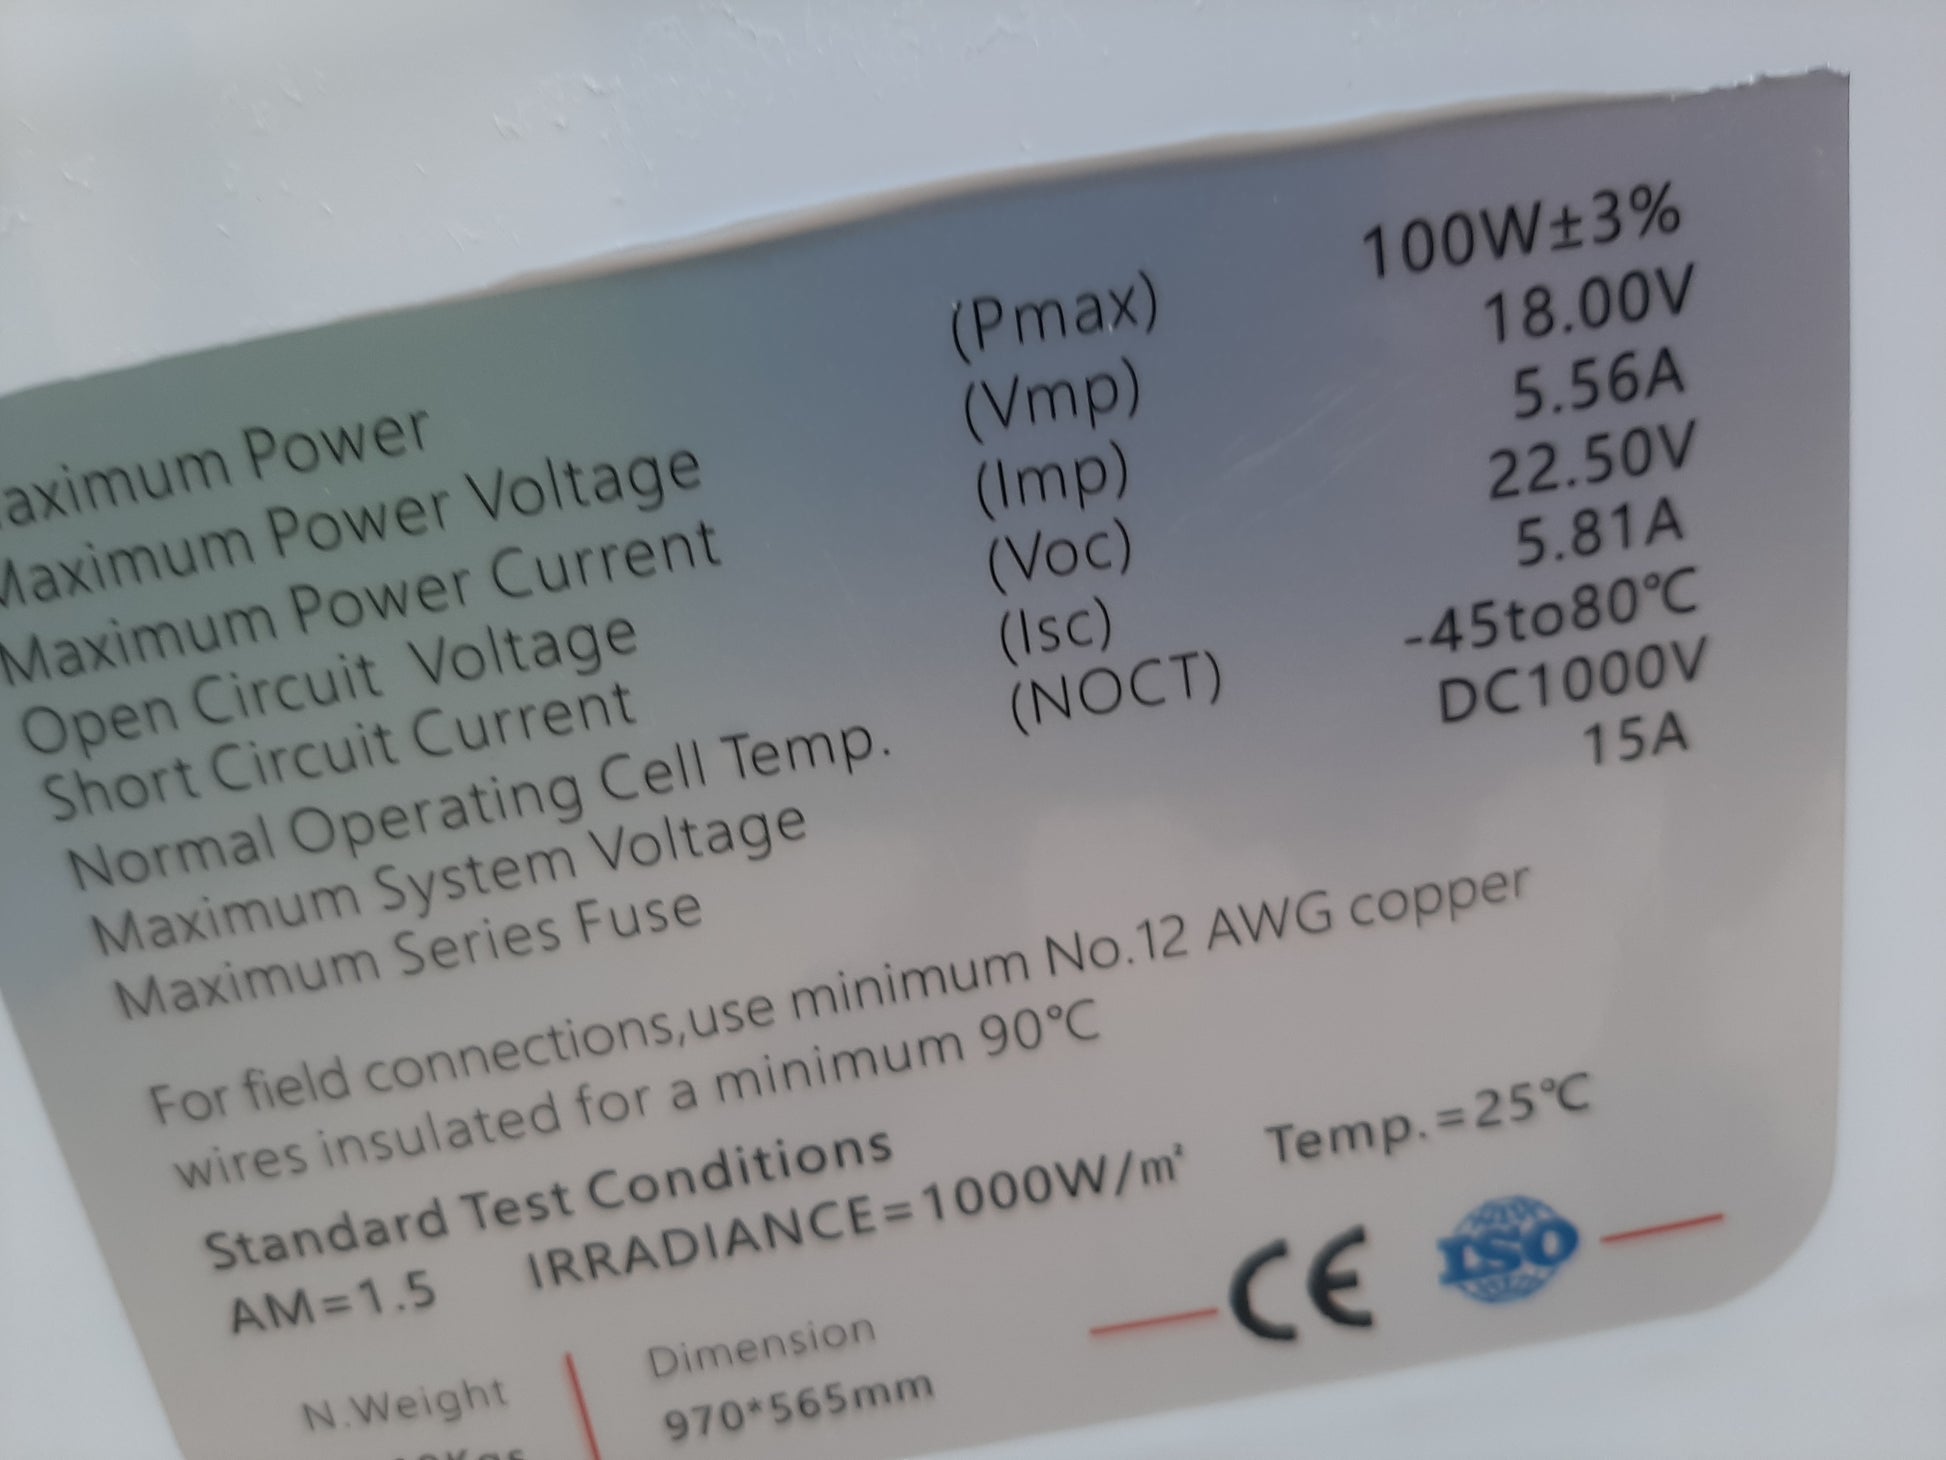 Maximum Power (Pmax) 100W±3%
Maximum Power Voltage (Vmp) 18.00V
Maximum Power Current (Imp) 5.56A
Open Circuit Voltage (Voc) 22.50V
Short Circuit Current (Isc) 5.81A
Normal Operating Cell Temp. (NOCT) -45to80℃
Maximum System Voltage DC1000V
Maximum Series Fuse 15A
For field connections,use minimum No.12 AWG copper
wires insulated for a minimum 90℃
Standard Test Conditions
AM=1.5 IRRADIANCE=1000W/㎡ Temp.=25℃
N.Weight
Dimension
970*565mm
CE
ISO